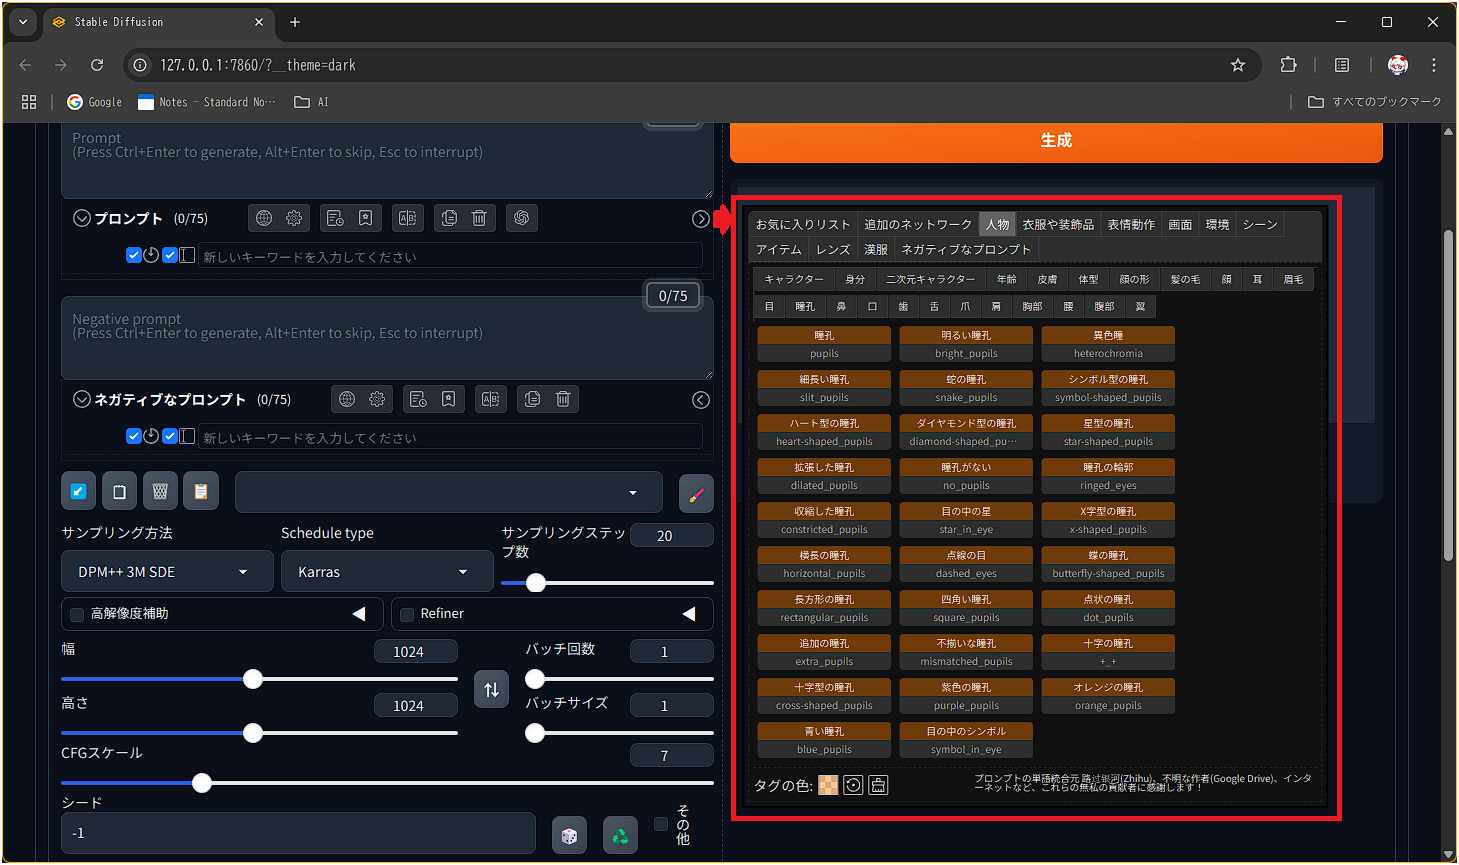 Stable Diffusion
127.0.0.1:7860/?__theme=dark
Google
Notes - Standard No…
AI
すべてのブックマーク
Prompt
(Press Ctrl+Enter to generate, Alt+Enter to skip, Esc to interrupt)
プロンプト (0/75)
新しいキーワードを入力してください
0/75
Negative prompt
(Press Ctrl+Enter to generate, Alt+Enter to skip, Esc to interrupt)
ネガティブなプロンプト (0/75)
新しいキーワードを入力してください
サンプリング方法
Schedule type
サンプリングステップ数
20
DPM++ 3M SDE
Karras
高解像度補助
Refiner
幅
1024
バッチ回数
1
高さ
1024
バッチサイズ
1
CFGスケール
7
シード
-1
その他
生成
お気に入りリスト 追加のネットワーク 人物 衣服や装飾品 表情動作 画面 環境 シーン
アイテム レンズ 漢服 ネガティブなプロンプト
キャラクター 身分 二次元キャラクター 年齢 皮膚 体型 顔の形 髪の毛 顔 耳 眉毛
目 瞳孔 鼻 口 歯 舌 爪 肩 胸部 腰 腹部 翼
瞳孔 明るい瞳孔 異色瞳
pupils bright_pupils heterochromia
細長い瞳孔 蛇の瞳孔 シンボル型の瞳孔
slit_pupils snake_pupils symbol-shaped_pupils
ハート型の瞳孔 ダイヤモンド型の瞳孔 星型の瞳孔
heart-shaped_pupils diamond-shaped_pu… star-shaped_pupils
拡張した瞳孔 瞳孔がない 瞳孔の輪郭
dilated_pupils no_pupils ringed_eyes
収縮した瞳孔 目の中の星 X字型の瞳孔
constricted_pupils star_in_eye x-shaped_pupils
横長の瞳孔 点線の目 蝶の瞳孔
horizontal_pupils dashed_eyes butterfly-shaped_pupils
長方形の瞳孔 四角い瞳孔 点状の瞳孔
rectangular_pupils square_pupils dot_pupils
追加の瞳孔 不揃いな瞳孔 十字の瞳孔
extra_pupils mismatched_pupils +_+
十字型の瞳孔 紫色の瞳孔 オレンジの瞳孔
cross-shaped_pupils purple_pupils orange_pupils
青い瞳孔 目の中のシンボル
blue_pupils symbol_in_eye
タグの色:
プロンプトの単語統合元 路过银河(Zhihu)、不明な作者(Google Drive)、インタ
ーネットなど、これらの無私の貢献者に感謝します！